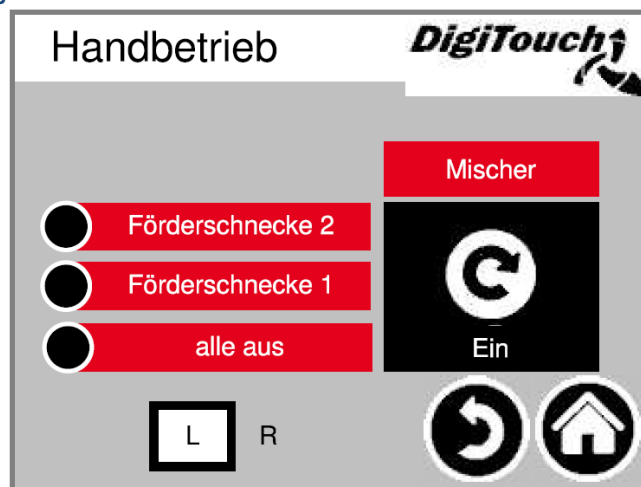 Handbetrieb
DigiTouch
Mischer
Förderschnecke 2
Förderschnecke 1
alle aus
Ein
L R